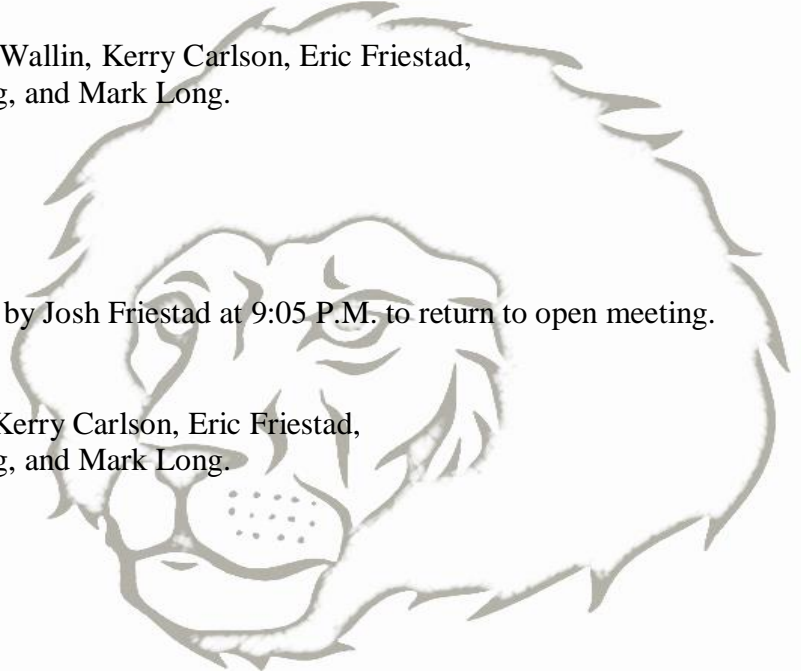 Wallin, Kerry Carlson, Eric Friestad,
g, and Mark Long.
by Josh Friestad at 9:05 P.M. to return to open meeting.
Kerry Carlson, Eric Friestad,
g, and Mark Long.